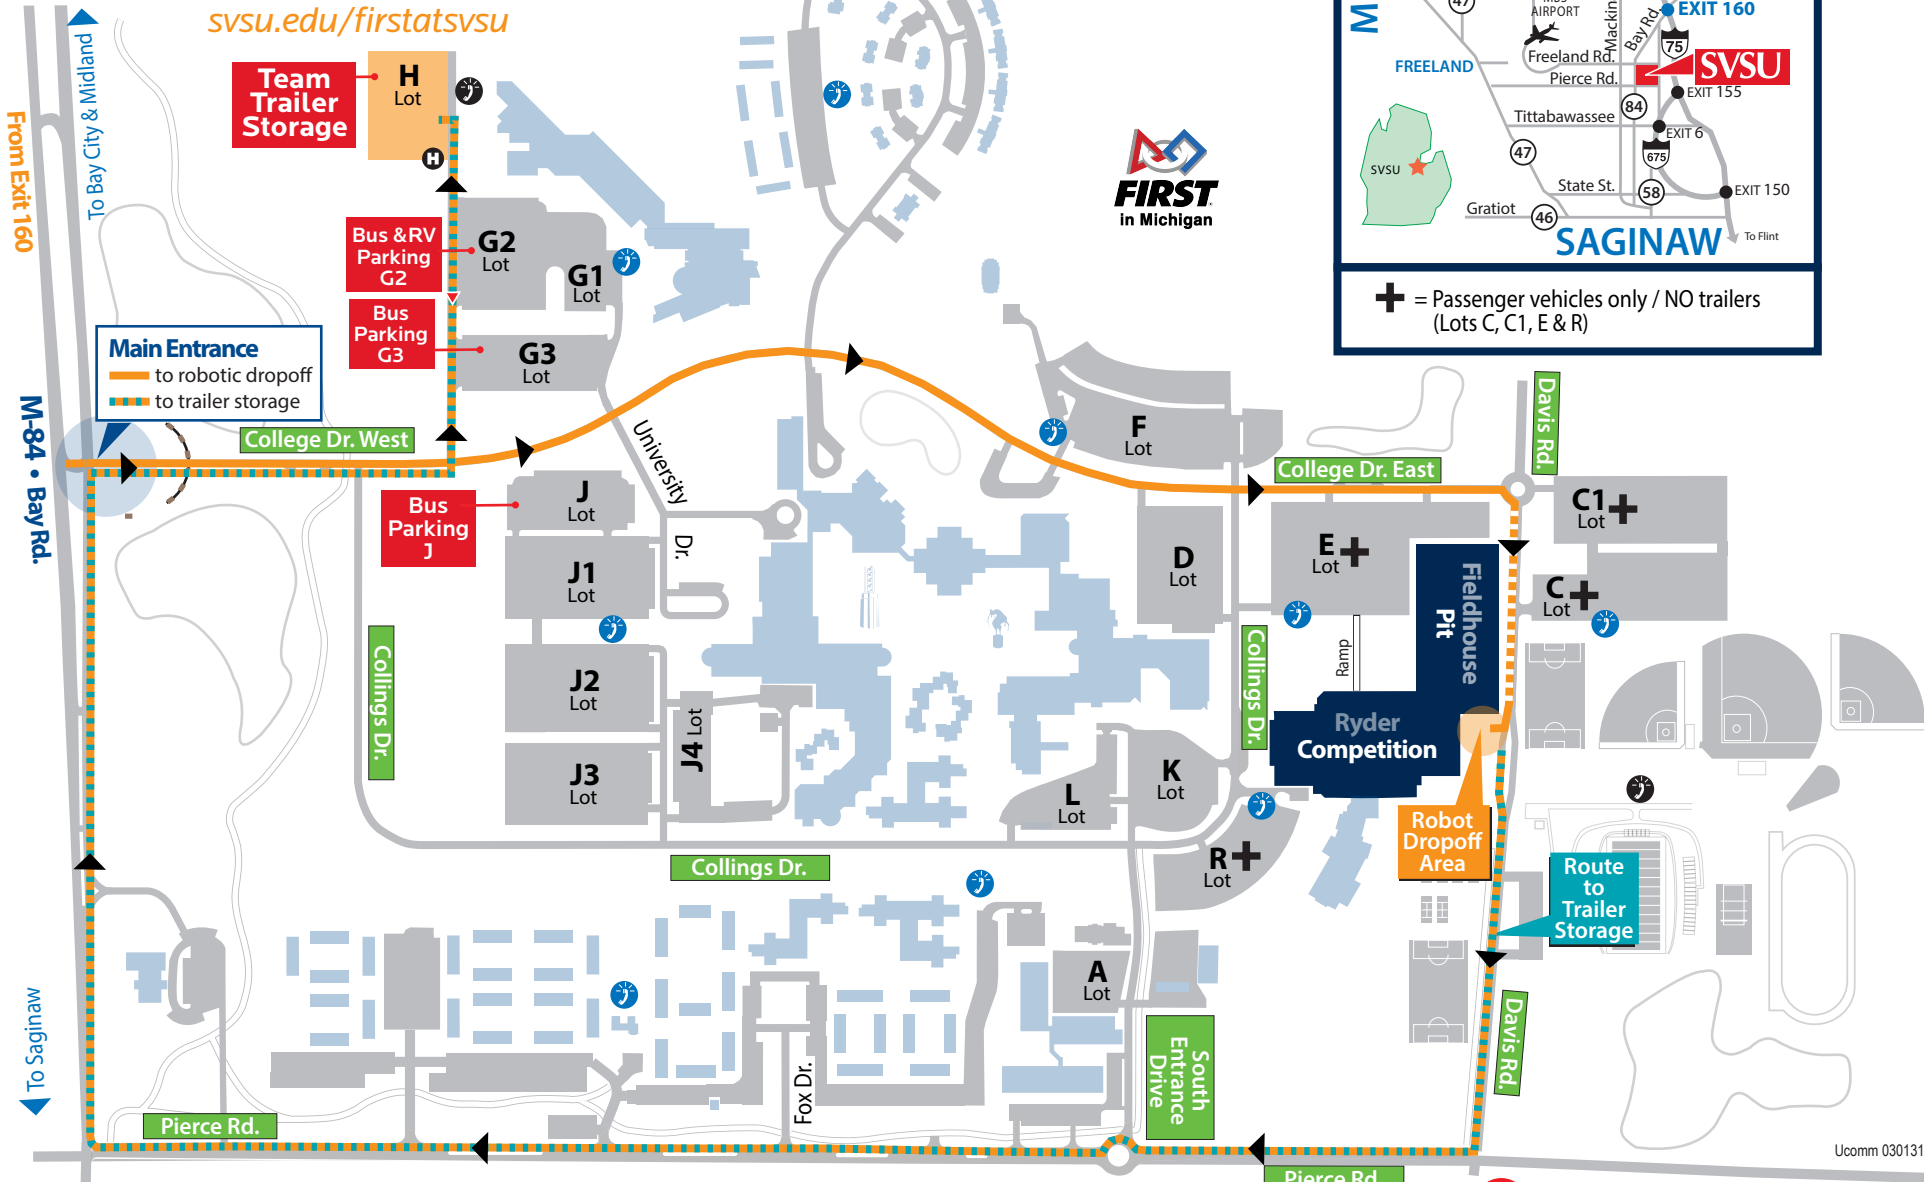 svsu.edu/firstatsvsu
To Bay City & Midland
From Exit 160
Team
Trailer
Storage
H
Lot
H
Bus & RV
Parking
G2
G2
Lot
G1
Lot
Bus
Parking
G3
G3
Lot
Main Entrance
to robotic dropoff
to trailer storage
College Dr. West
M-84 • Bay Rd.
Bus
Parking
J
J
Lot
J1
Lot
J2
Lot
J3
Lot
J4 Lot
University
Dr.
Collings Dr.
Collings Dr.
To Saginaw
Pierce Rd.
Fox Dr.
FIRST
in Michigan
F
Lot
College Dr. East
Davis Rd.
C1
Lot
C
Lot
E
Lot
D
Lot
Fieldhouse
Pit
Ramp
Collings Dr.
Ryder
Competition
K
Lot
L
Lot
R
Lot
Robot
Dropoff
Area
Route
to
Trailer
Storage
A
Lot
South
Entrance
Drive
Davis Rd.
Pierce Rd.
Ucomm 030131
M
47
AIRPORT
Mackin
Bay Rd.
EXIT 160
75
Freeland Rd.
FREELAND
Pierce Rd.
SVSU
EXIT 155
84
Tittabawassee
EXIT 6
47
675
SVSU
State St.
58
EXIT 150
Gratiot
46
SAGINAW
To Flint
= Passenger vehicles only / NO trailers
(Lots C, C1, E & R)